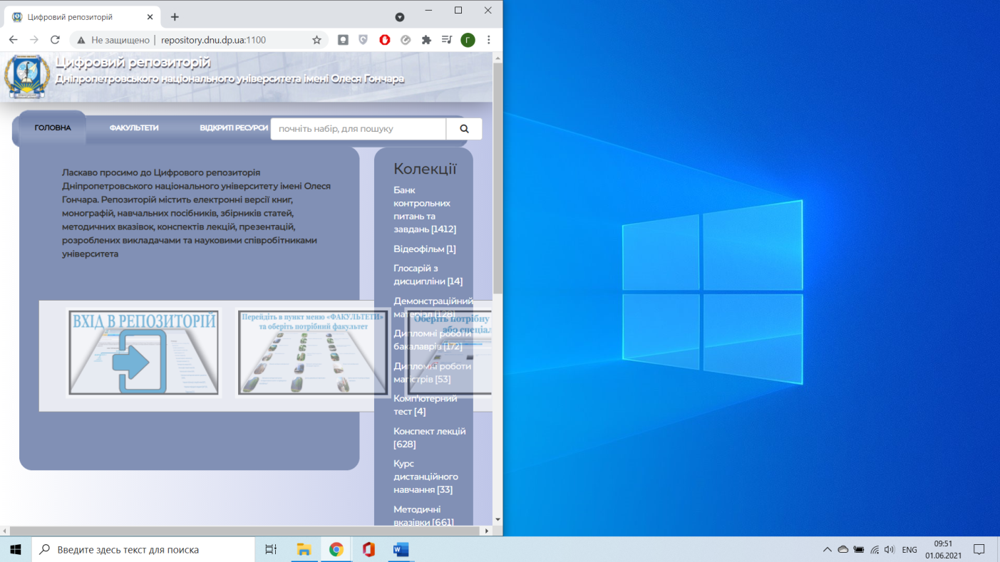 Цифровий репозиторій
Не защищено
repository.dnu.dp.ua:1100
Г
Цифровий репозиторій
Дніпропетровського національного університета імені Олеся Гончара
ГОЛОВНА
ФАКУЛЬТЕТИ
ВІДКРИТІ РЕСУРСИ
почніть набір, для пошуку
Ласкаво просимо до Цифрового репозиторія
Дніпропетровського національного університету імені Олеся
Гончара. Репозиторій містить електронні версії книг,
монографій, навчальних посібників, збірників статей,
методичних вказівок, конспектів лекцій, презентацій,
розроблених викладачами та науковими співробітниками
університета
ВХІД В РЕПОЗИТОРІЙ
Перейдіть в пункт меню «ФАКУЛЬТЕТИ»
та оберіть потрібний факультет
Оберіть потрібну
або спеціал
Колекції
Банк
контрольних
питань та
завдань [1412]
Відеофільм [1]
Глосарій з
дисципліни [14]
Демонстраційний
матеріал [128]
Дипломні роботи
бакалаврів [172]
Дипломні роботи
магістрів [53]
Комп'ютерний
тест [4]
Конспект лекцій
[628]
Курс
дистанційного
навчання [33]
Методичні
вказівки [661]
Введите здесь текст для поиска
ENG
09:51
01.06.2021